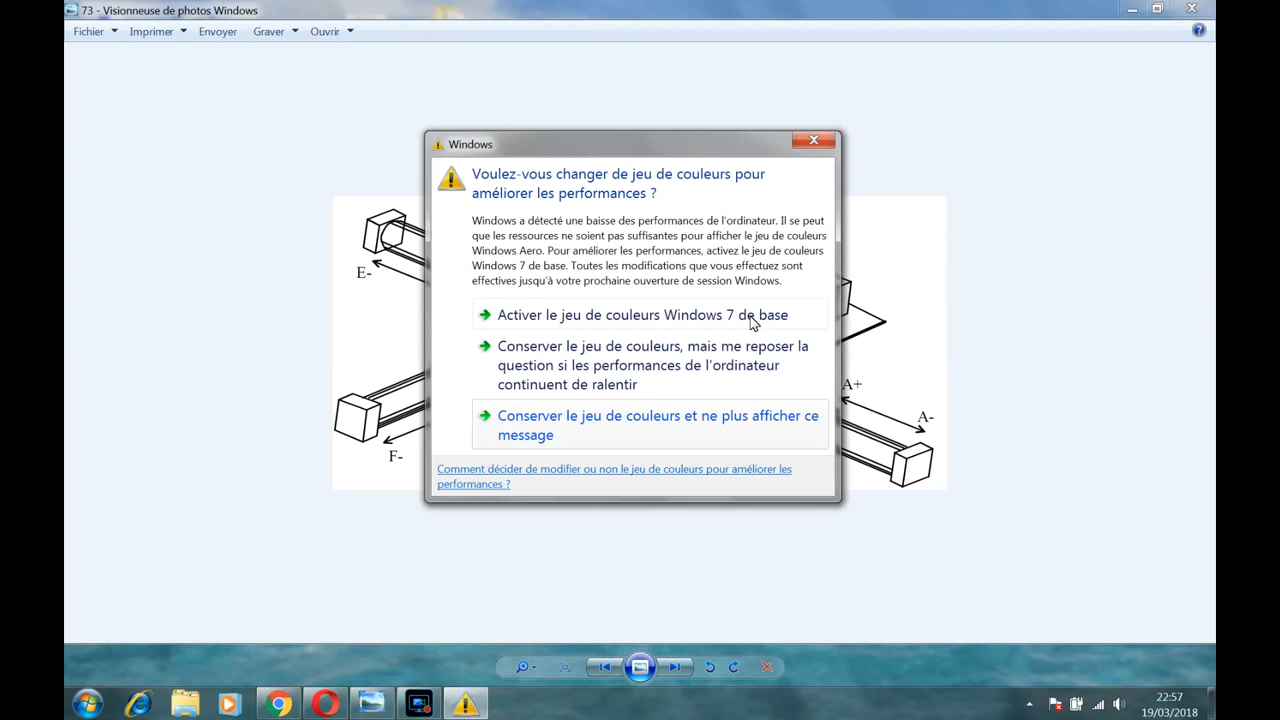 73 - Visionneuse de photos Windows
Fichier Imprimer Envoyer Graver Ouvrir
Windows
Voulez-vous changer de jeu de couleurs pour
améliorer les performances ?
Windows a détecté une baisse des performances de l'ordinateur. Il se peut
que les ressources ne soient pas suffisantes pour afficher le jeu de couleurs
Windows Aero. Pour améliorer les performances, activez le jeu de couleurs
Windows 7 de base. Toutes les modifications que vous effectuez sont
effectives jusqu'à votre prochaine ouverture de session Windows.
Activer le jeu de couleurs Windows 7 de base
Conserver le jeu de couleurs, mais me reposer la
question si les performances de l'ordinateur
continuent de ralentir
Conserver le jeu de couleurs et ne plus afficher ce
message
Comment décider de modifier ou non le jeu de couleurs pour améliorer les
performances ?
E-
F-
A+
A-
22:57
19/03/2018